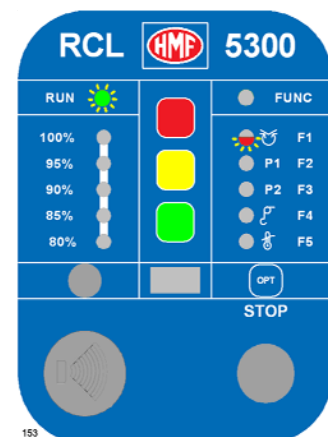 RCL HMF 5300
RUN FUNC
100% F1
95% P1 F2
90% P2 F3
85% F4
80% F5
OPT
STOP
153